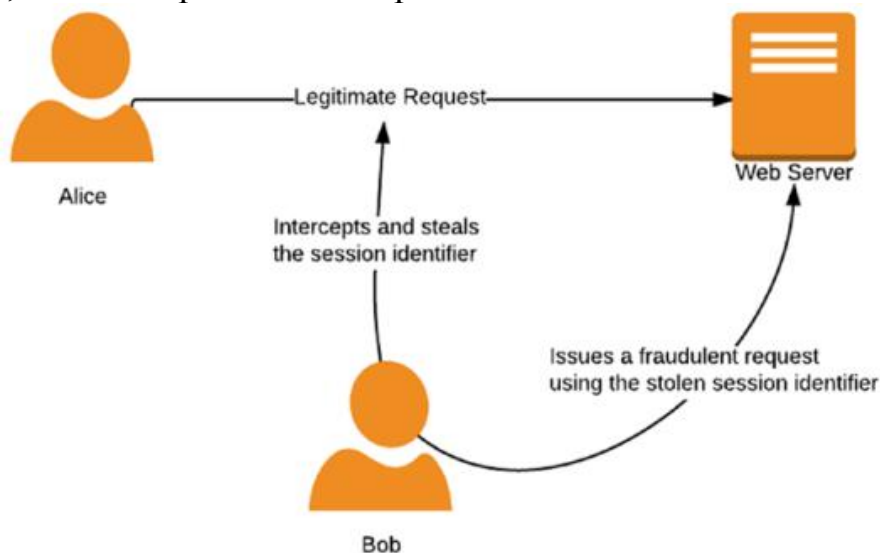 Legitimate Request
Web Server
Alice
Intercepts and steals
the session identifier
Issues a fraudulent request
using the stolen session identifier
Bob